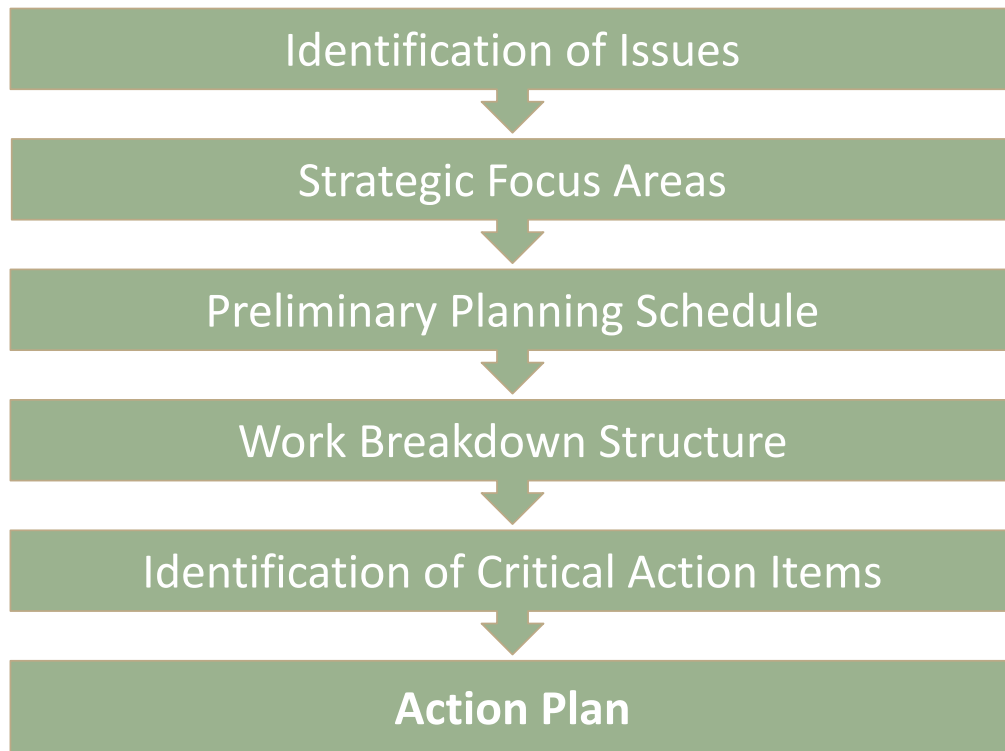 Identification of Issues
Strategic Focus Areas
Preliminary Planning Schedule
Work Breakdown Structure
Identification of Critical Action Items
Action Plan